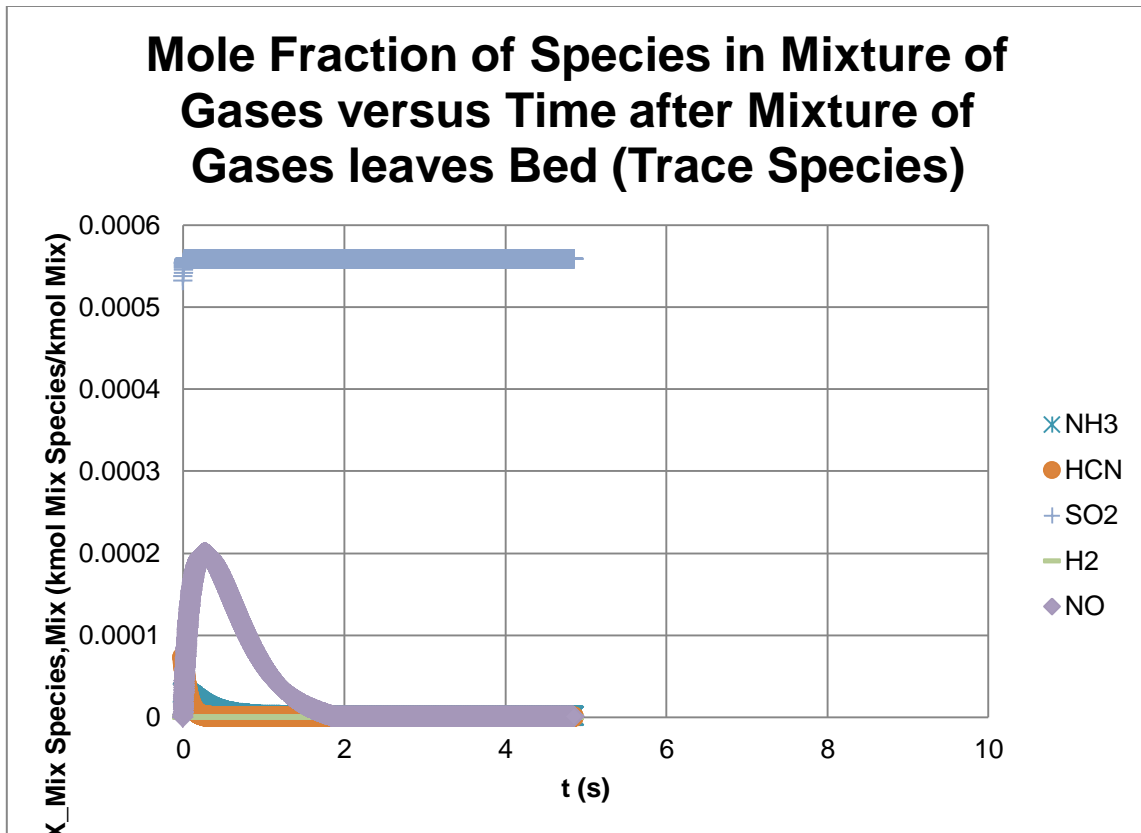 Mole Fraction of Species in Mixture of
Gases versus Time after Mixture of
Gases leaves Bed (Trace Species)
X_Mix Species,Mix (kmol Mix Species/kmol Mix)
0.0006
0.0005
0.0004
0.0003
0.0002
0.0001
0
0 2 4 6 8 10
t (s)
NH3
HCN
SO2
H2
NO